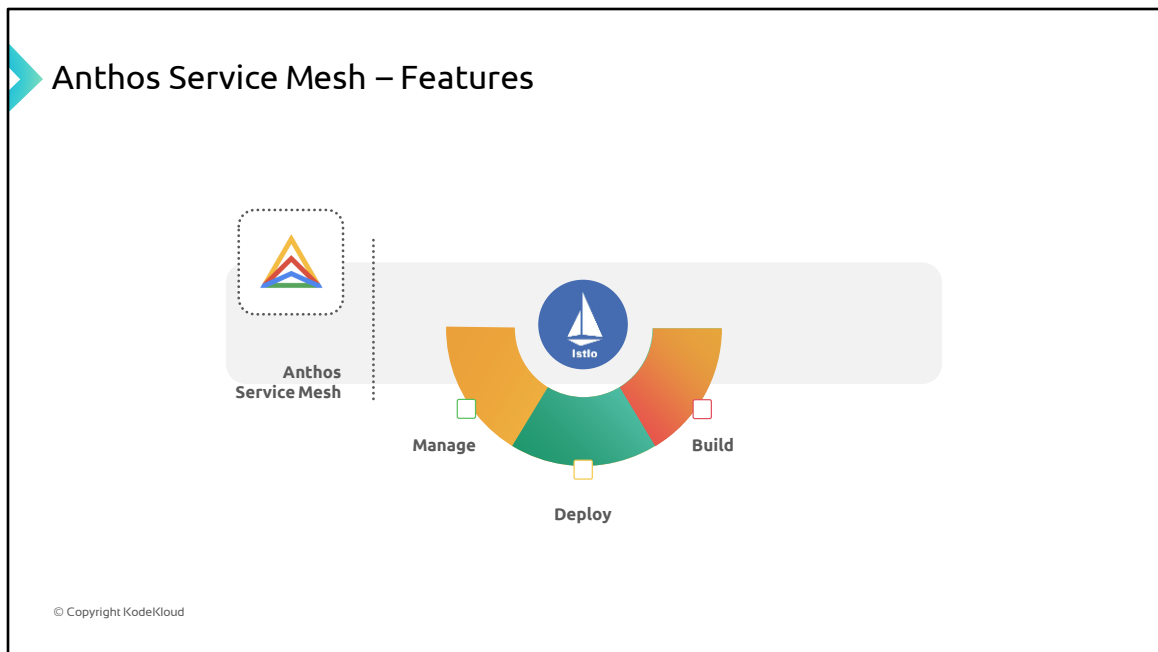 Anthos Service Mesh – Features
Istio
Anthos
Service Mesh
Manage
Build
Deploy
© Copyright KodeKloud